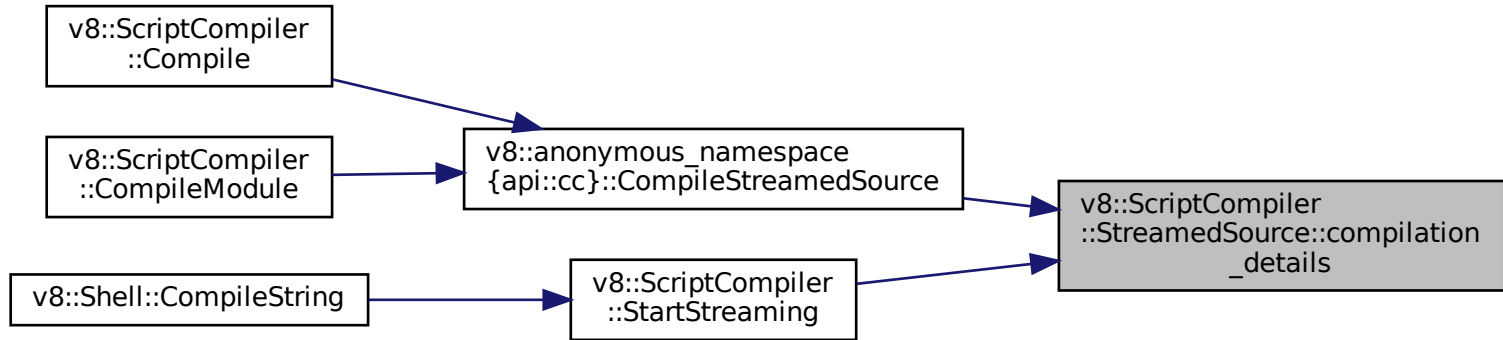 v8::ScriptCompiler
::Compile
v8::ScriptCompiler
::CompileModule
v8::Shell::CompileString
v8::anonymous_namespace
{api::cc}::CompileStreamedSource
v8::ScriptCompiler
::StartStreaming
v8::ScriptCompiler
::StreamedSource::compilation
_details